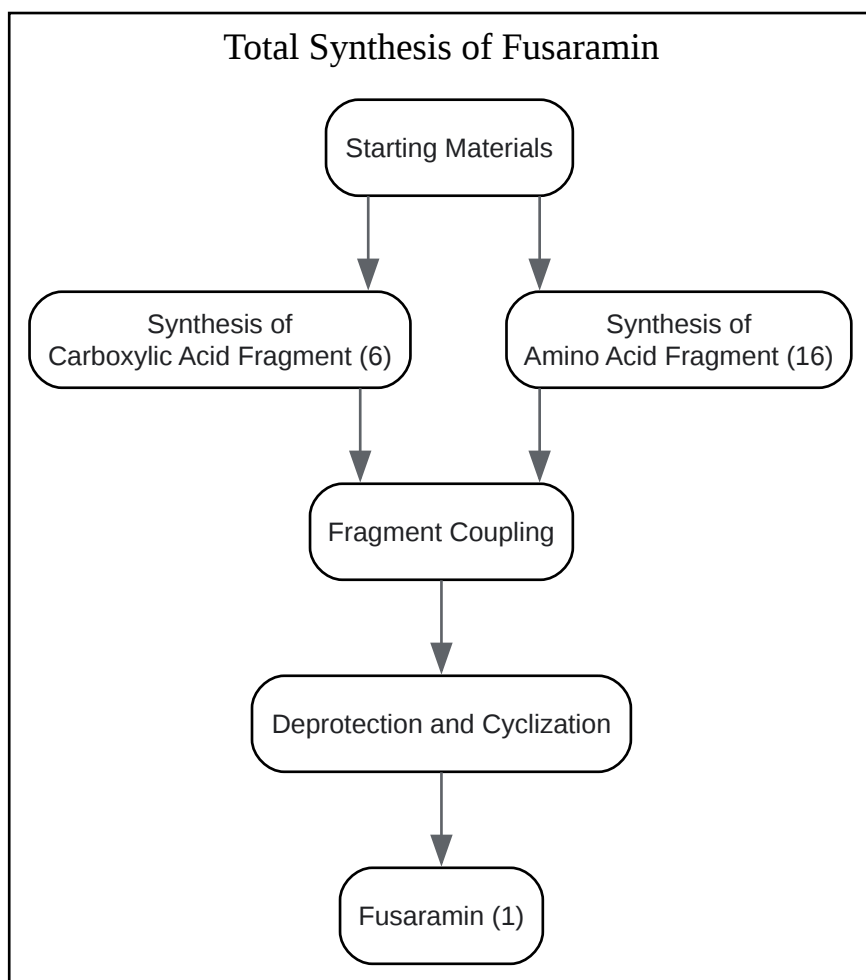 Total Synthesis of Fusaramin
Starting Materials
Synthesis of
Carboxylic Acid Fragment (6)
Synthesis of
Amino Acid Fragment (16)
Fragment Coupling
Deprotection and Cyclization
Fusaramin (1)